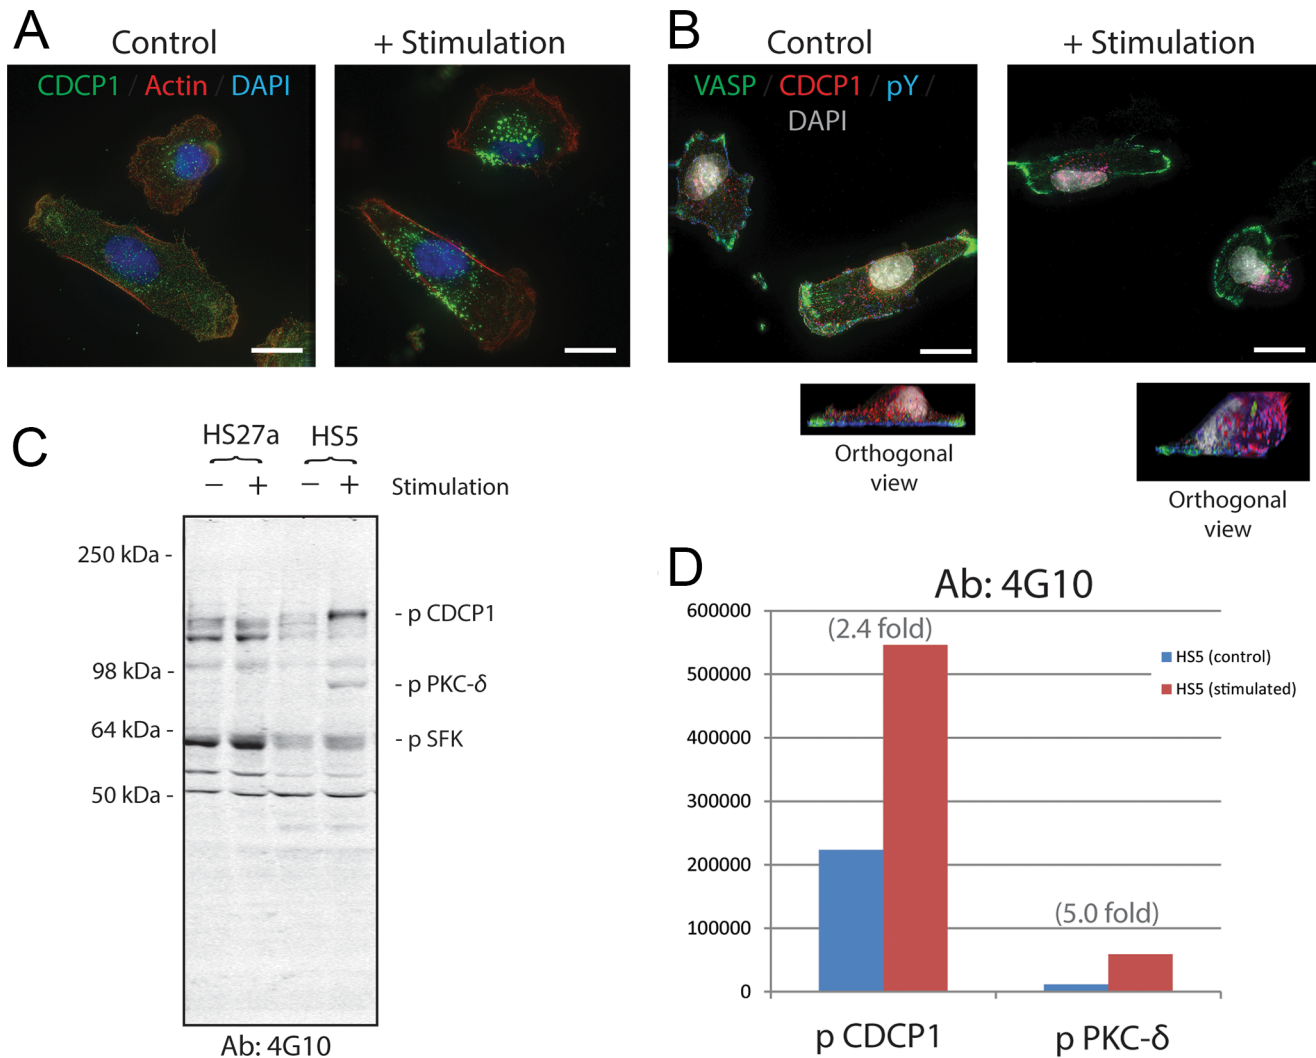 A
Control
+ Stimulation
CDCP1 / Actin / DAPI
B
Control
+ Stimulation
VASP / CDCP1 / pY /
DAPI
Orthogonal
view
Orthogonal
view
C
HS27a
HS5
− + − + Stimulation
250 kDa -
- p CDCP1
98 kDa -
- p PKC-δ
64 kDa -
- p SFK
50 kDa -
Ab: 4G10
D
Ab: 4G10
600000
500000
400000
300000
200000
100000
0
(2.4 fold)
(5.0 fold)
HS5 (control)
HS5 (stimulated)
p CDCP1
p PKC-δ